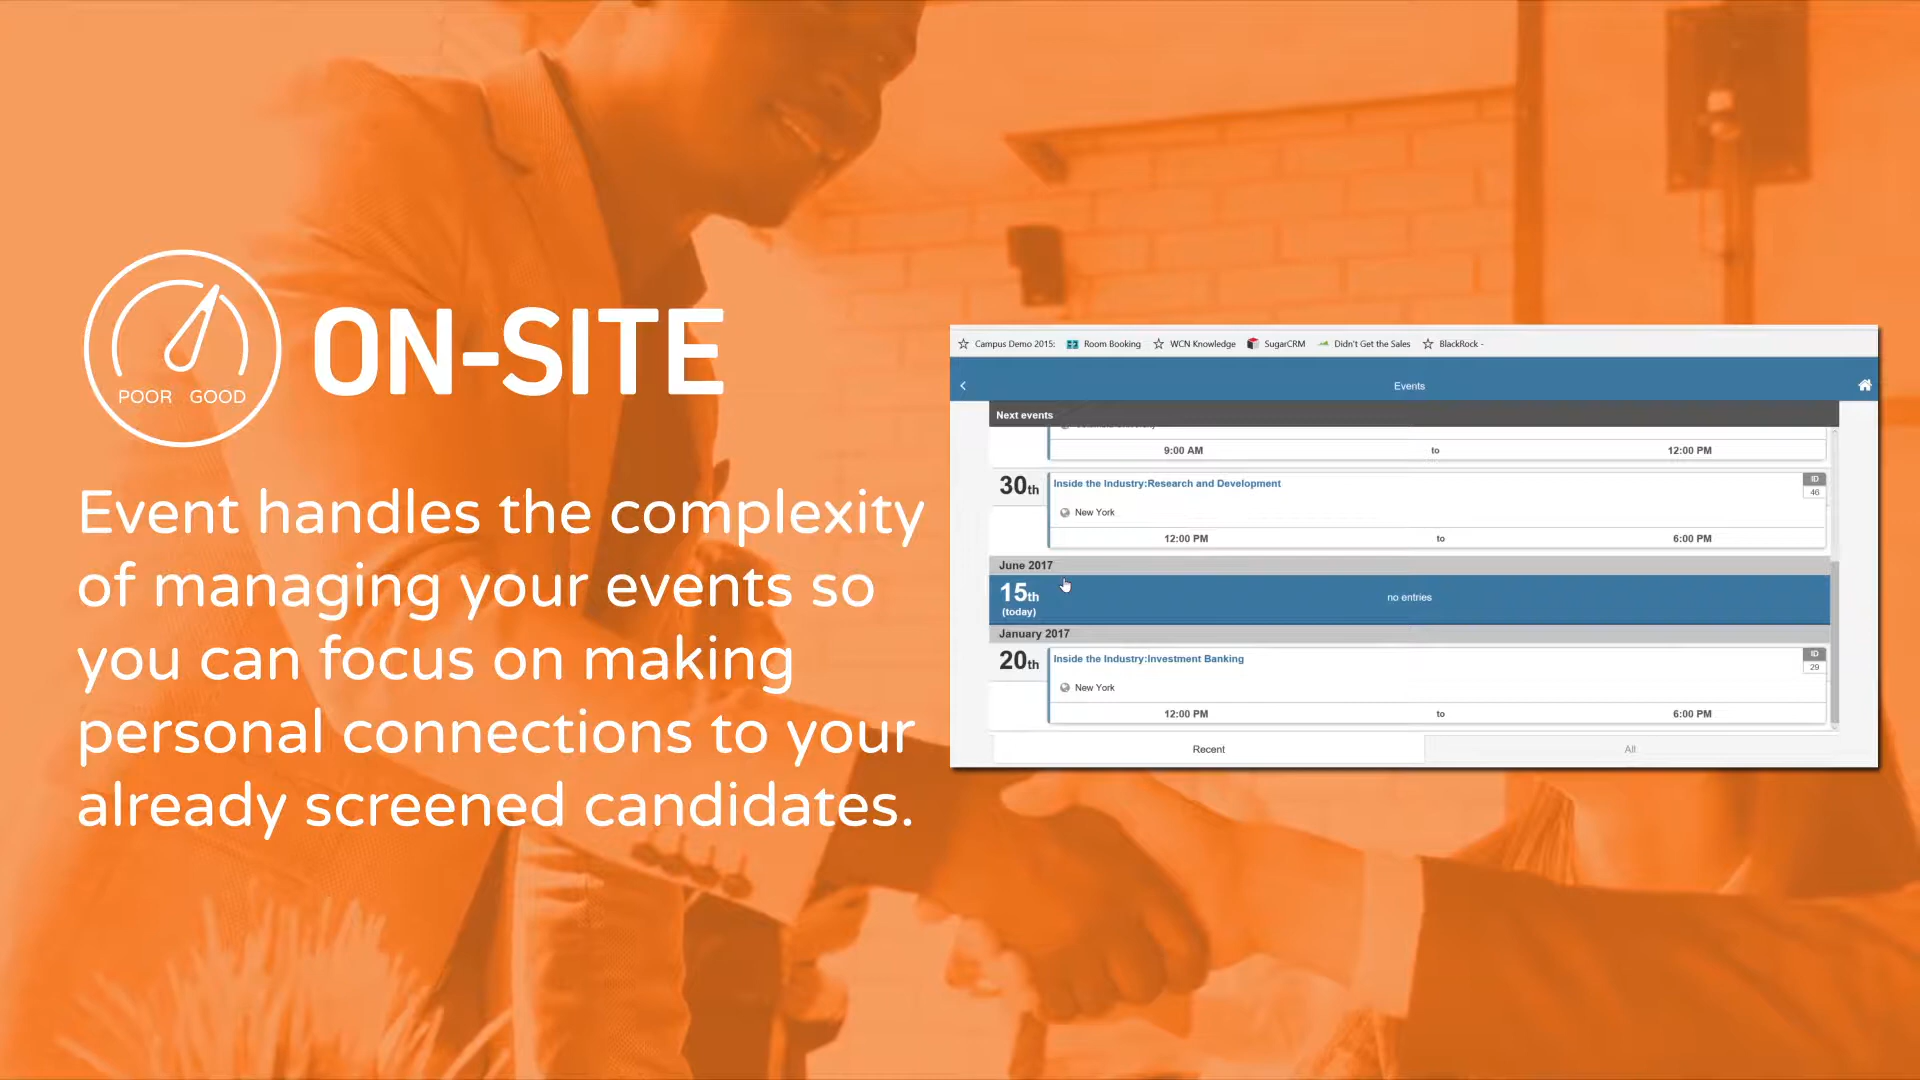 POOR GOOD
ON-SITE
Event handles the complexity
of managing your events so
you can focus on making
personal connections to your
already screened candidates.
Campus Demo 2015: Room Booking WCN Knowledge SugarCRM Didn't Get the Sales BlackRock -
Events
Next events
9:00 AM to 12:00 PM
30th Inside the Industry:Research and Development ID
46
New York
12:00 PM to 6:00 PM
June 2017
15th
(today)
no entries
January 2017
20th Inside the Industry:Investment Banking ID
29
New York
12:00 PM to 6:00 PM
Recent All